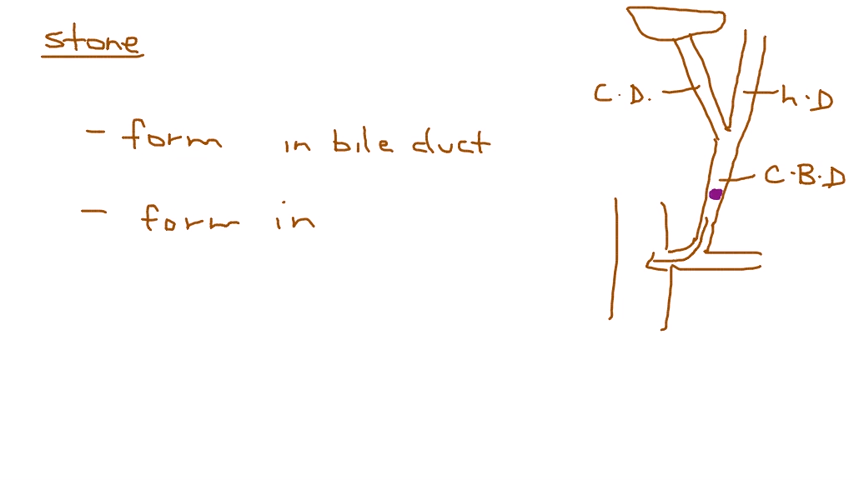 stone
C.D.
h.D
- form in bile duct
C.B.D
- form in